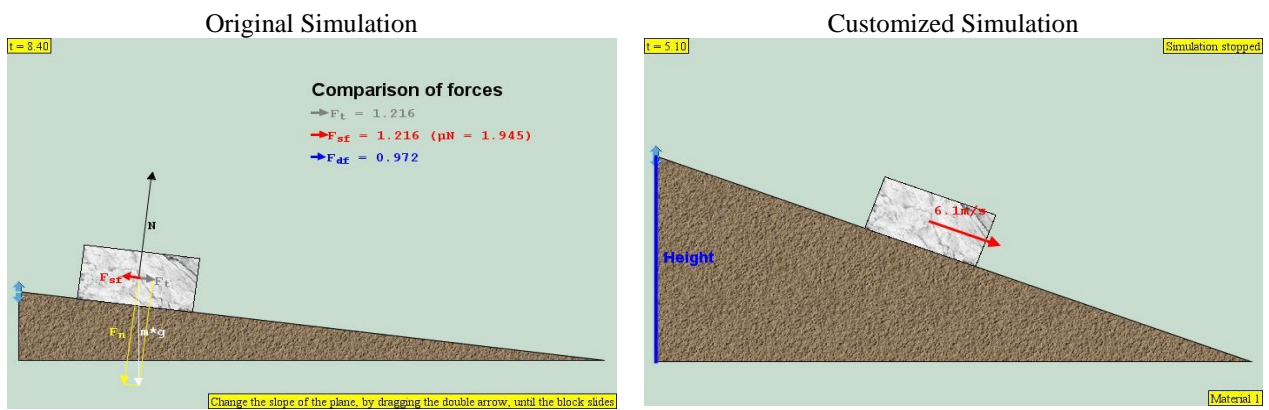 Original Simulation
t = 8.40
Comparison of forces
Ft = 1.216
Fsf = 1.216 (μN = 1.945)
Fdf = 0.972
N
Fsf
Ft
Fn
m*g
Change the slope of the plane, by dragging the double arrow, until the block slides
Customized Simulation
t = 5.10
Simulation stopped
6.1m/s
Height
Material 1